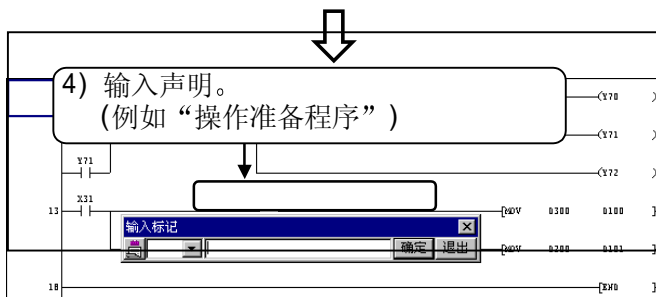 4) 输入声明。
(例如“操作准备程序”)
(Y70 )
(Y71 )
Y71
(Y72 )
X31
13 [MOV D300 D100 ]
输入标记
确定 退出
[MOV D200 D101 ]
18 [END ]